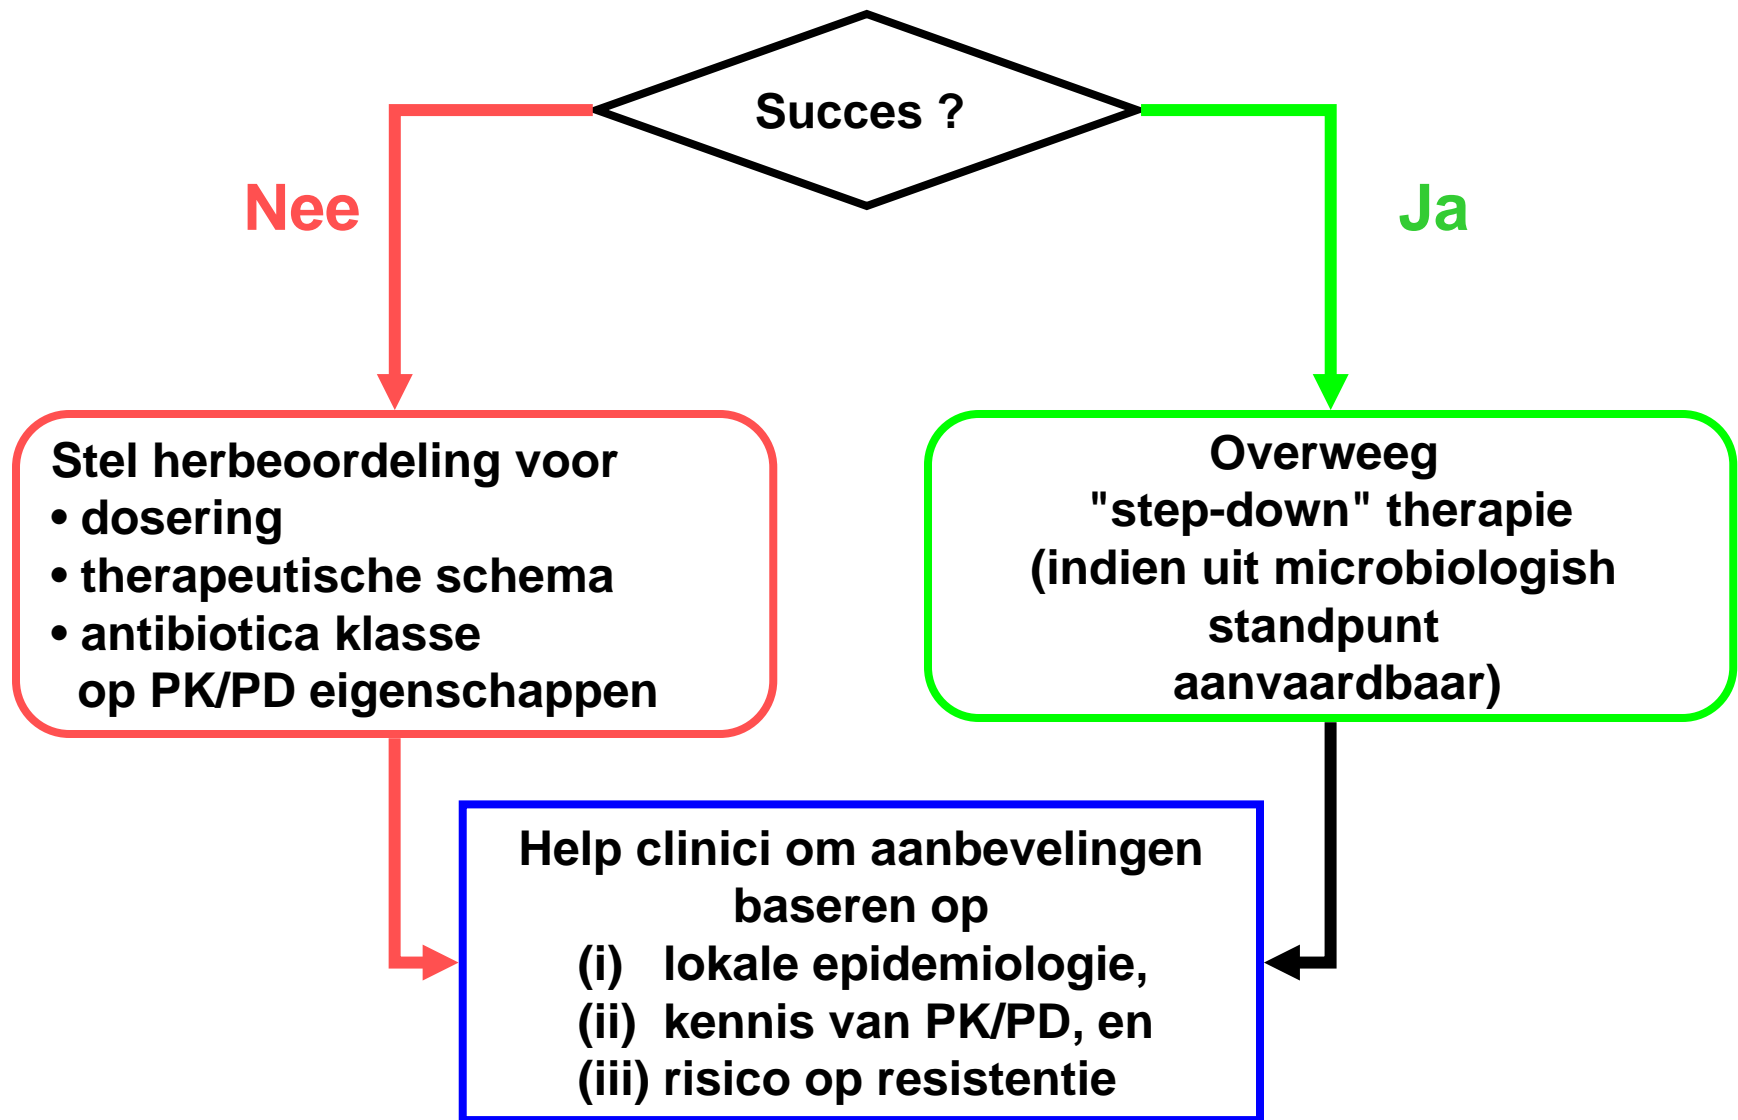 Succes ?
Nee
Ja
Stel herbeoordeling voor
• dosering
• therapeutische schema
• antibiotica klasse
op PK/PD eigenschappen
Overweeg
"step-down" therapie
(indien uit microbiologish
standpunt
aanvaardbaar)
Help clinici om aanbevelingen
baseren op
(i) lokale epidemiologie,
(ii) kennis van PK/PD, en
(iii) risico op resistentie